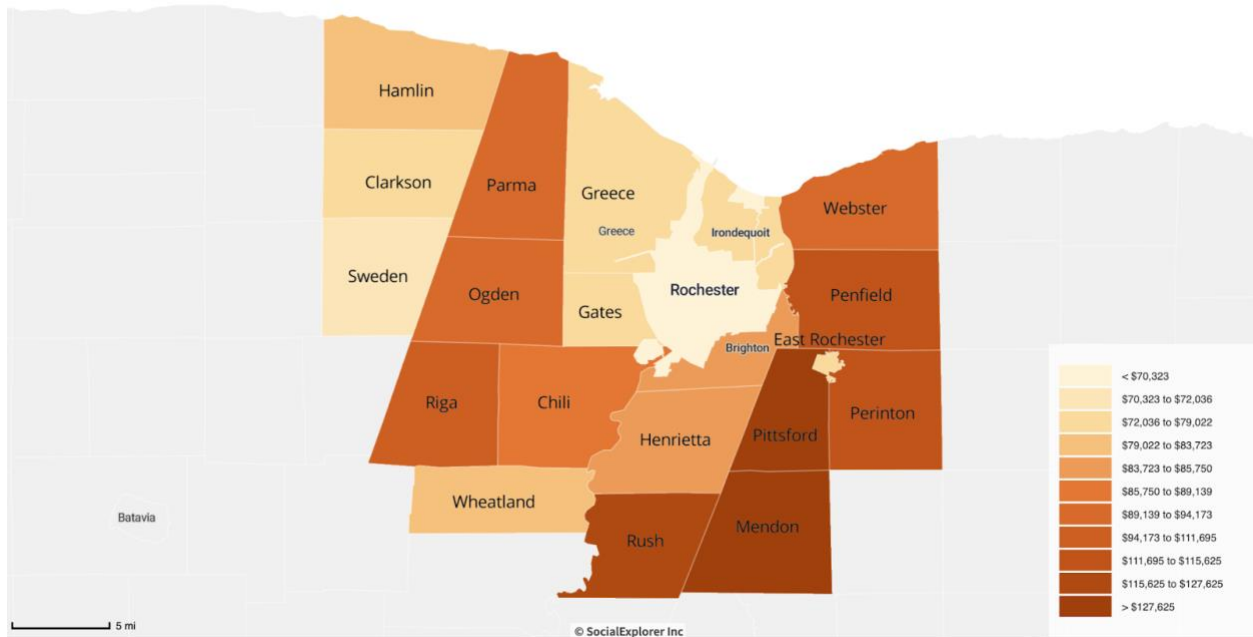 Hamlin
Clarkson
Parma
Greece
Greece
Irondequoit
Webster
Sweden
Ogden
Gates
Rochester
Penfield
Brighton
East Rochester
Riga
Chili
Henrietta
Pittsford
Perinton
Wheatland
Batavia
Rush
Mendon
< $70,323
$70,323 to $72,036
$72,036 to $79,022
$79,022 to $83,723
$83,723 to $85,750
$85,750 to $89,139
$89,139 to $94,173
$94,173 to $111,695
$111,695 to $115,625
$115,625 to $127,625
> $127,625
5 mi
© SocialExplorer Inc